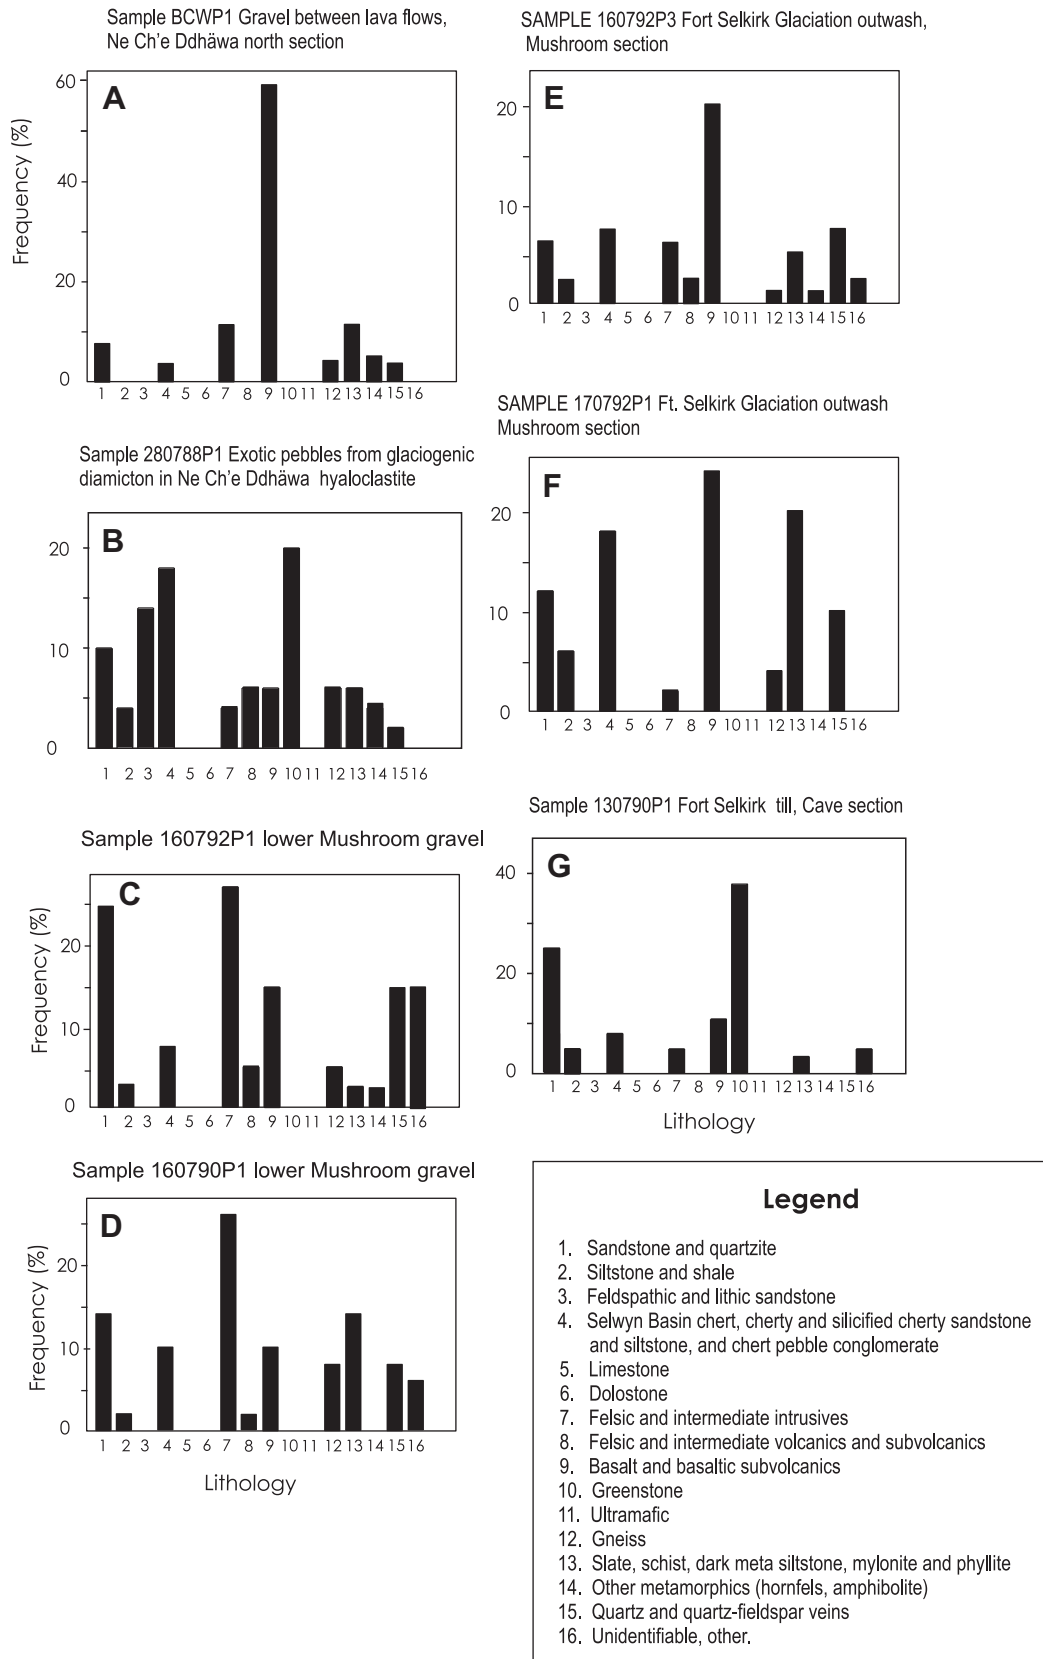 Sample BCWP1 Gravel between lava flows,
Ne Ch'e Ddhäwa north section
A
Frequency (%)
60
40
20
0
1 2 3 4 5 6 7 8 9 10 11 12 13 14 15 16
Sample 280788P1 Exotic pebbles from glaciogenic
diamicton in Ne Ch'e Ddhäwa hyaloclastite
B
20
10
0
1 2 3 4 5 6 7 8 9 10 11 12 13 14 15 16
Sample 160792P1 lower Mushroom gravel
C
Frequency (%)
20
10
0
1 2 3 4 5 6 7 8 9 10 11 12 13 14 15 16
Sample 160790P1 lower Mushroom gravel
D
Frequency (%)
20
10
0
1 2 3 4 5 6 7 8 9 10 11 12 13 14 15 16
Lithology
SAMPLE 160792P3 Fort Selkirk Glaciation outwash,
Mushroom section
E
20
10
0
1 2 3 4 5 6 7 8 9 10 11 12 13 14 15 16
SAMPLE 170792P1 Ft. Selkirk Glaciation outwash
Mushroom section
F
20
10
0
1 2 3 4 5 6 7 8 9 10 11 12 13 14 15 16
Sample 130790P1 Fort Selkirk till, Cave section
G
40
20
0
1 2 3 4 5 6 7 8 9 10 11 12 13 14 15 16
Lithology
Legend
1. Sandstone and quartzite
2. Siltstone and shale
3. Feldspathic and lithic sandstone
4. Selwyn Basin chert, cherty and silicified cherty sandstone
and siltstone, and chert pebble conglomerate
5. Limestone
6. Dolostone
7. Felsic and intermediate intrusives
8. Felsic and intermediate volcanics and subvolcanics
9. Basalt and basaltic subvolcanics
10. Greenstone
11. Ultramafic
12. Gneiss
13. Slate, schist, dark meta siltstone, mylonite and phyllite
14. Other metamorphics (hornfels, amphibolite)
15. Quartz and quartz-fieldspar veins
16. Unidentifiable, other.